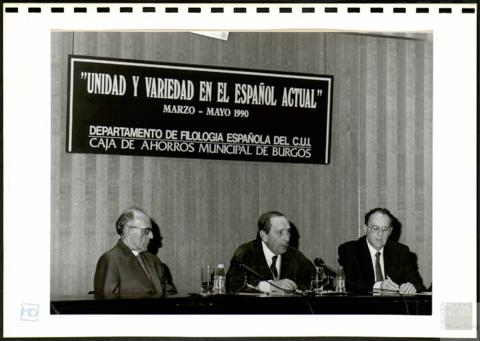 "UNIDAD Y VARIEDAD EN EL ESPAÑOL ACTUAL"
MARZO - MAYO 1990
DEPARTAMENTO DE FILOLOGIA ESPAÑOLA DEL C.U.I.
CAJA DE AHORROS MUNICIPAL DE BURGOS
MD